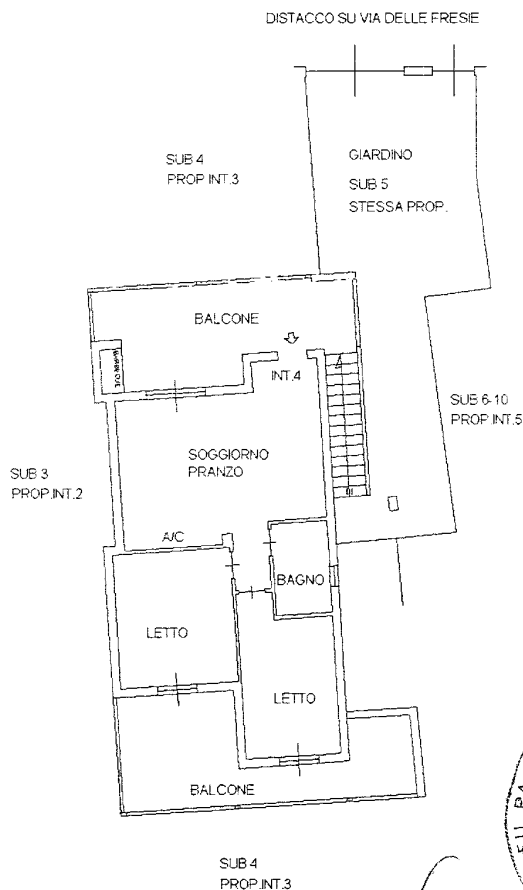 DISTACCO SU VIA DELLE FRESIE
SUB 4
PROP.INT.3
GIARDINO
SUB 5
STESSA PROP.
BALCONE
INT.4
SUB 6-10
PROP.INT.5
SOGGIORNO
PRANZO
SUB 3
PROP.INT.2
A/C
BAGNO
LETTO
LETTO
BALCONE
SUB 4
PROP.INT.3